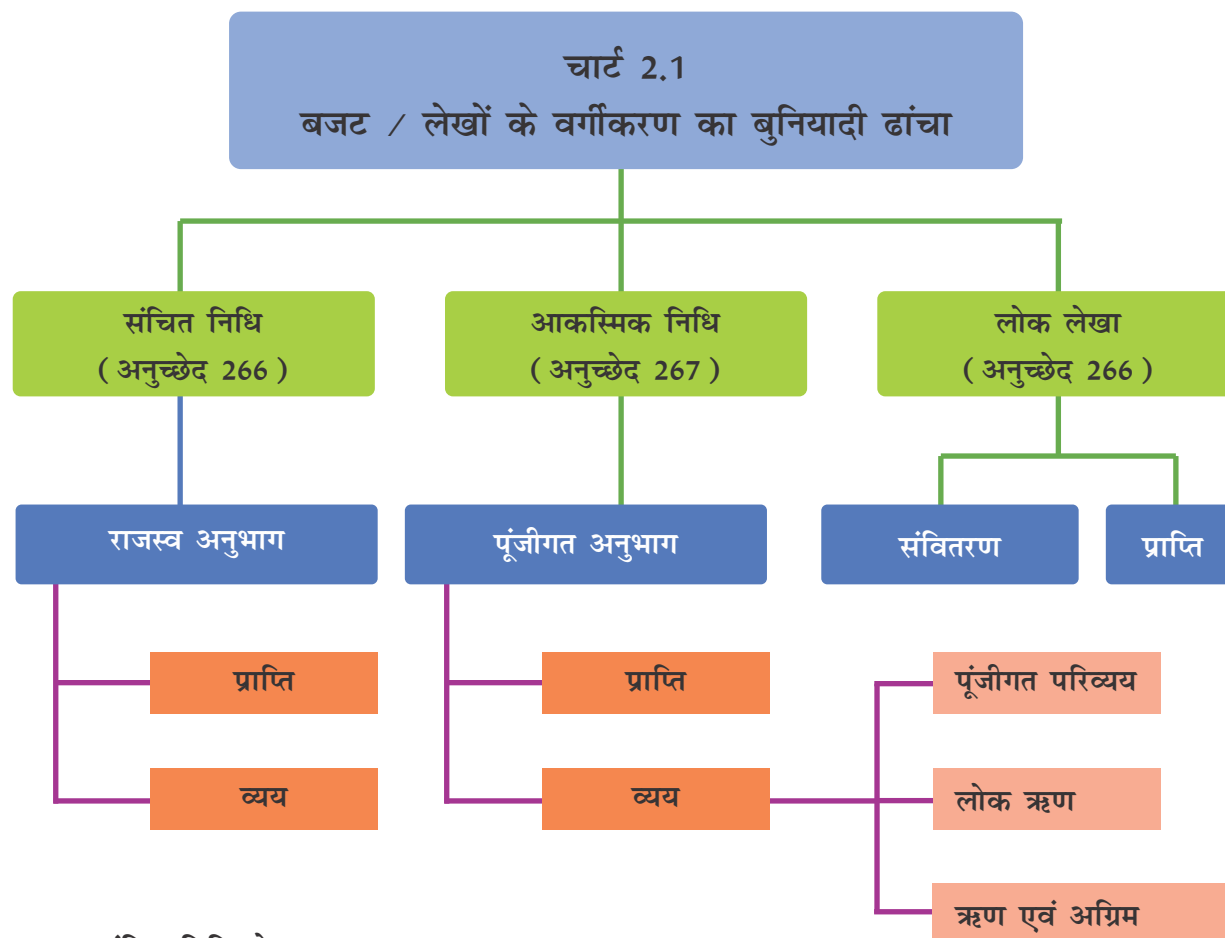 चार्ट 2.1
बजट / लेखों के वर्गीकरण का बुनियादी ढांचा
संचित निधि
(अनुच्छेद 266)
आकस्मिक निधि
(अनुच्छेद 267)
लोक लेखा
(अनुच्छेद 266)
राजस्व अनुभाग
पूंजीगत अनुभाग
संवितरण
प्राप्ति
प्राप्ति
प्राप्ति
पूंजीगत परिव्यय
व्यय
व्यय
लोक ऋण
ऋण एवं अग्रिम